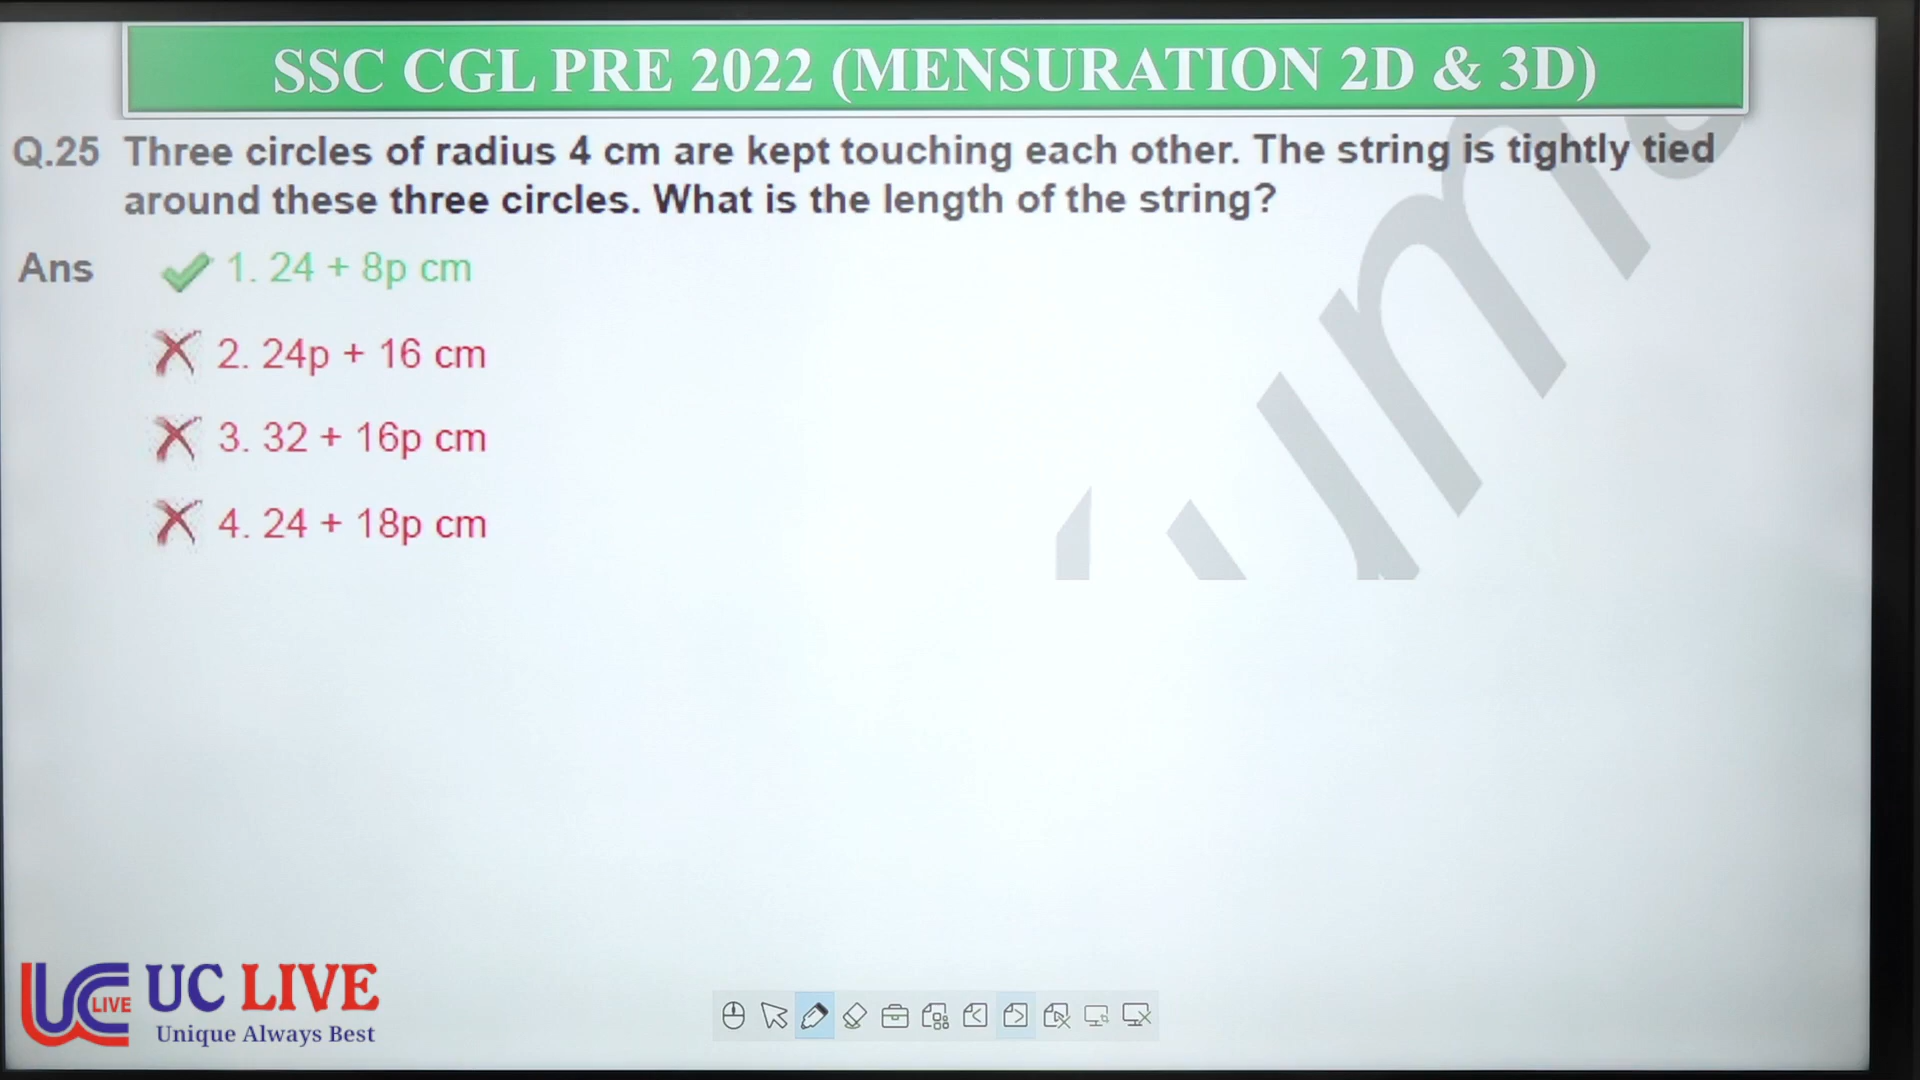 SSC CGL PRE 2022 (MENSURATION 2D & 3D)
Q.25 Three circles of radius 4 cm are kept touching each other. The string is tightly tied
around these three circles. What is the length of the string?
Ans 1. 24 + 8p cm
2. 24p + 16 cm
3. 32 + 16p cm
4. 24 + 18p cm
LIVE UC LIVE
Unique Always Best